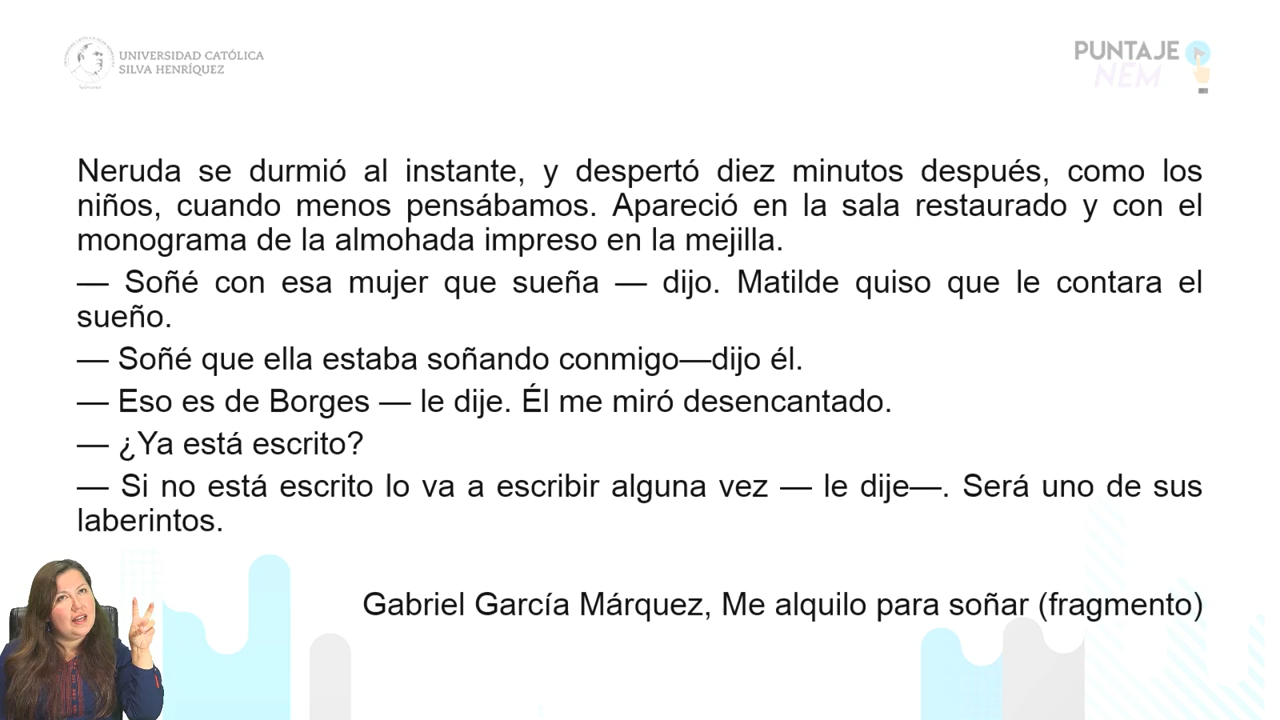 UNIVERSIDAD CATÓLICA
SILVA HENRÍQUEZ
PUNTAJE
NEM
Neruda se durmió al instante, y despertó diez minutos después, como los
niños, cuando menos pensábamos. Apareció en la sala restaurado y con el
monograma de la almohada impreso en la mejilla.
— Soñé con esa mujer que sueña — dijo. Matilde quiso que le contara el
sueño.
— Soñé que ella estaba soñando conmigo—dijo él.
— Eso es de Borges — le dije. Él me miró desencantado.
— ¿Ya está escrito?
— Si no está escrito lo va a escribir alguna vez — le dije—. Será uno de sus
laberintos.
Gabriel García Márquez, Me alquilo para soñar (fragmento)